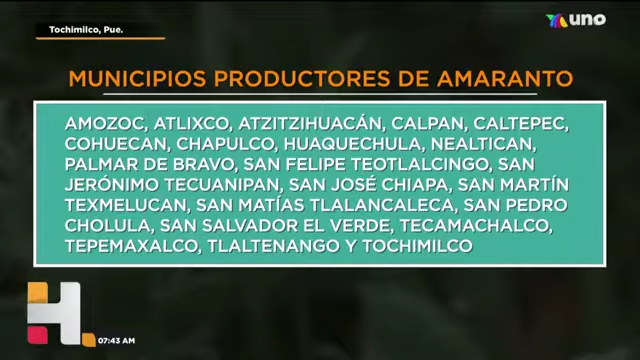 Tochimilco, Pue.
uno
MUNICIPIOS PRODUCTORES DE AMARANTO
AMOZOC, ATLIXCO, ATZITZIHUACÁN, CALPAN, CALTEPEC,
COHUECAN, CHAPULCO, HUAQUECHULA, NEALTICAN,
PALMAR DE BRAVO, SAN FELIPE TEOTLALCINGO, SAN
JERÓNIMO TECUANIPAN, SAN JOSÉ CHIAPA, SAN MARTÍN
TEXMELUCAN, SAN MATÍAS TLALANCALECA, SAN PEDRO
CHOLULA, SAN SALVADOR EL VERDE, TECAMACHALCO,
TEPEMAXALCO, TLALTENANGO Y TOCHIMILCO
H
07:43 AM